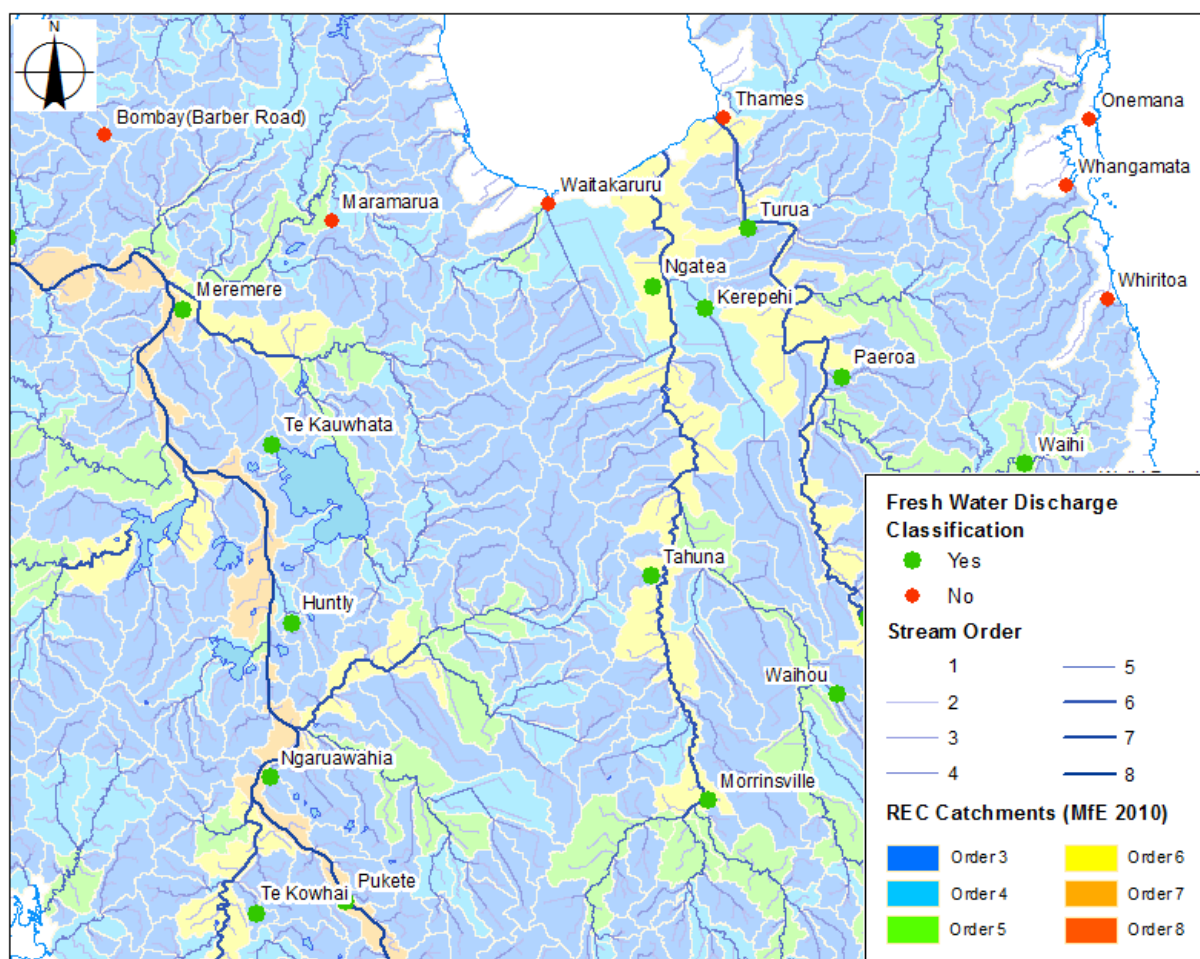 N
Bombay(Barber Road)
Thames
Onemana
Whangamata
Waitakaruru
Maramarua
Turua
Ngatea
Meremere
Kerepehi
Whiritoa
Paeroa
Te Kauwhata
Waihi
Tahuna
Huntly
Waihou
Ngaruawahia
Morrinsville
Te Kowhai
Pukete
Fresh Water Discharge
Classification
Yes
No
Stream Order
1 5
2 6
3 7
4 8
REC Catchments (MfE 2010)
Order 3 Order 6
Order 4 Order 7
Order 5 Order 8